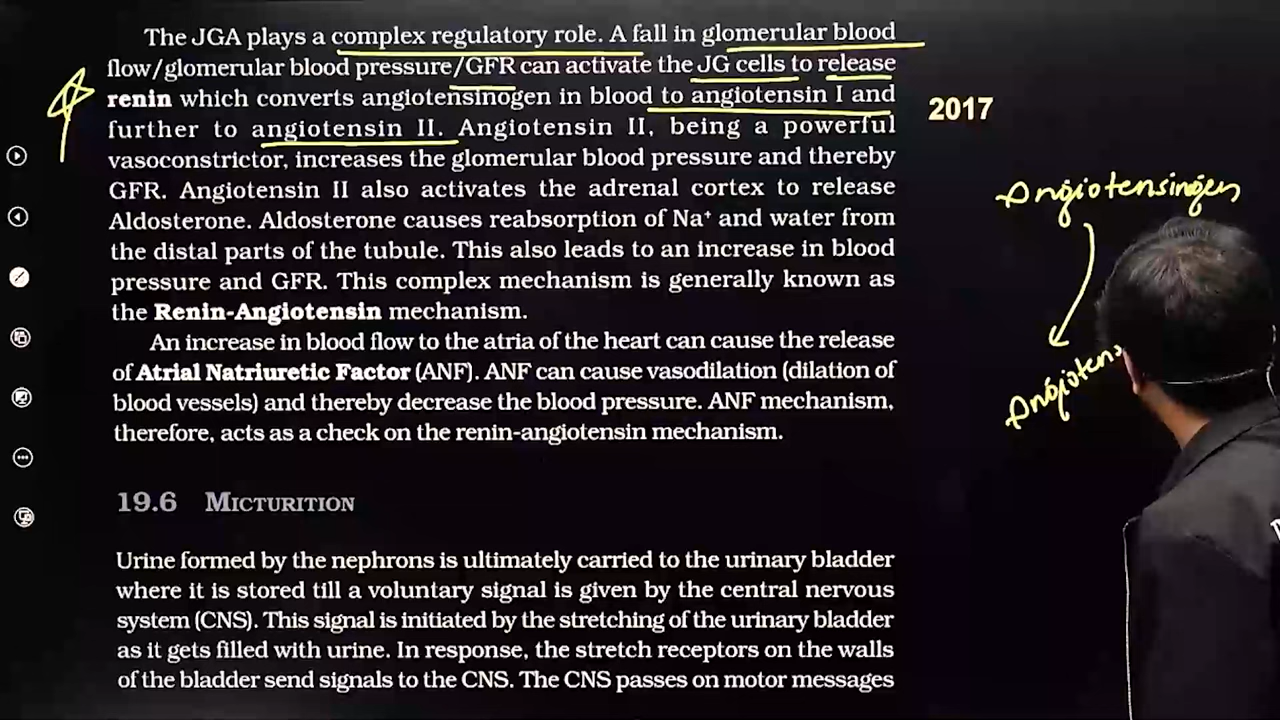 The JGA plays a complex regulatory role. A fall in glomerular blood
flow/glomerular blood pressure/GFR can activate the JG cells to release
renin which converts angiotensinogen in blood to angiotensin I and
further to angiotensin II. Angiotensin II, being a powerful
vasoconstrictor, increases the glomerular blood pressure and thereby
GFR. Angiotensin II also activates the adrenal cortex to release
Aldosterone. Aldosterone causes reabsorption of Na⁺ and water from
the distal parts of the tubule. This also leads to an increase in blood
pressure and GFR. This complex mechanism is generally known as
the Renin-Angiotensin mechanism.
An increase in blood flow to the atria of the heart can cause the release
of Atrial Natriuretic Factor (ANF). ANF can cause vasodilation (dilation of
blood vessels) and thereby decrease the blood pressure. ANF mechanism,
therefore, acts as a check on the renin-angiotensin mechanism.
19.6 MICTURITION
Urine formed by the nephrons is ultimately carried to the urinary bladder
where it is stored till a voluntary signal is given by the central nervous
system (CNS). This signal is initiated by the stretching of the urinary bladder
as it gets filled with urine. In response, the stretch receptors on the walls
of the bladder send signals to the CNS. The CNS passes on motor messages
2017
Angiotensinogen
Angiotens